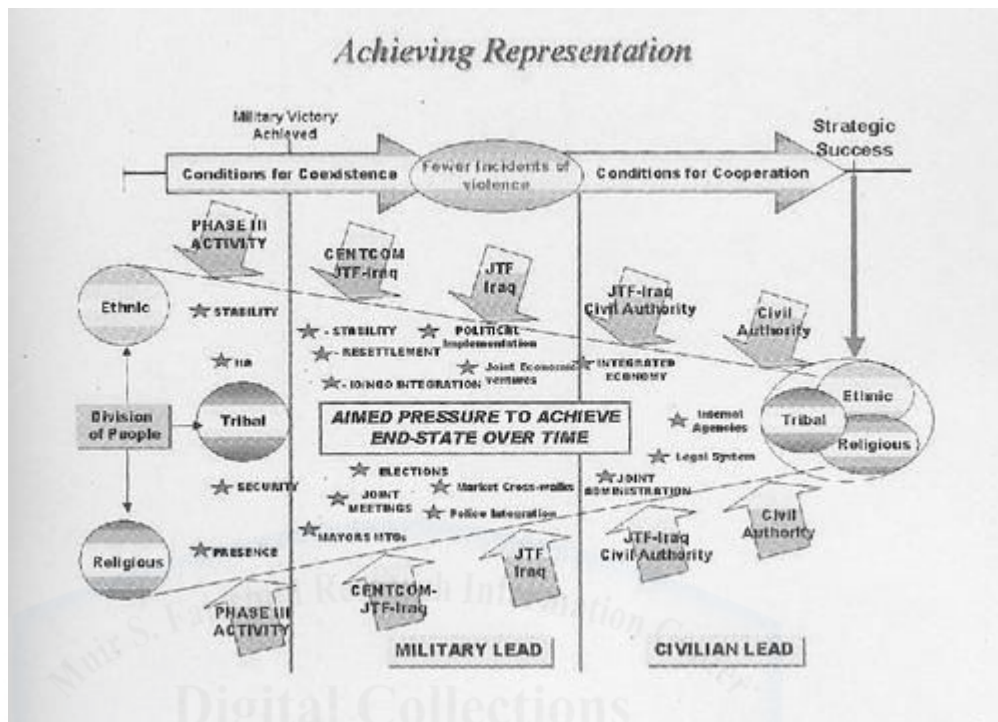 Achieving Representation
Military Victory
Achieved
Strategic
Success
Conditions for Coexistence
Fewer Incidents of
violence
Conditions for Cooperation
PHASE III
ACTIVITY
CENTCOM
JTF-Iraq
JTF
Iraq
JTF-Iraq
Civil Authority
Civil
Authority
Ethnic
STABILITY
- STABILITY
- RESETTLEMENT
- IO/NGO INTEGRATION
POLITICAL
Implementation
Joint Economic
ventures
INTEGRATED
ECONOMY
HA
Division
of People
Tribal
AIMED PRESSURE TO ACHIEVE
END-STATE OVER TIME
Internal
Agencies
Legal System
Ethnic
Tribal
Religious
SECURITY
ELECTIONS
JOINT
MEETINGS
MAYORS MTGs
Market Cross-walks
Police Integration
JOINT
ADMINISTRATION
Religious
PRESENCE
PHASE III
ACTIVITY
CENTCOM-
JTF-Iraq
JTF
Iraq
JTF-Iraq
Civil Authority
Civil
Authority
MILITARY LEAD
CIVILIAN LEAD
Information
Digital Collections